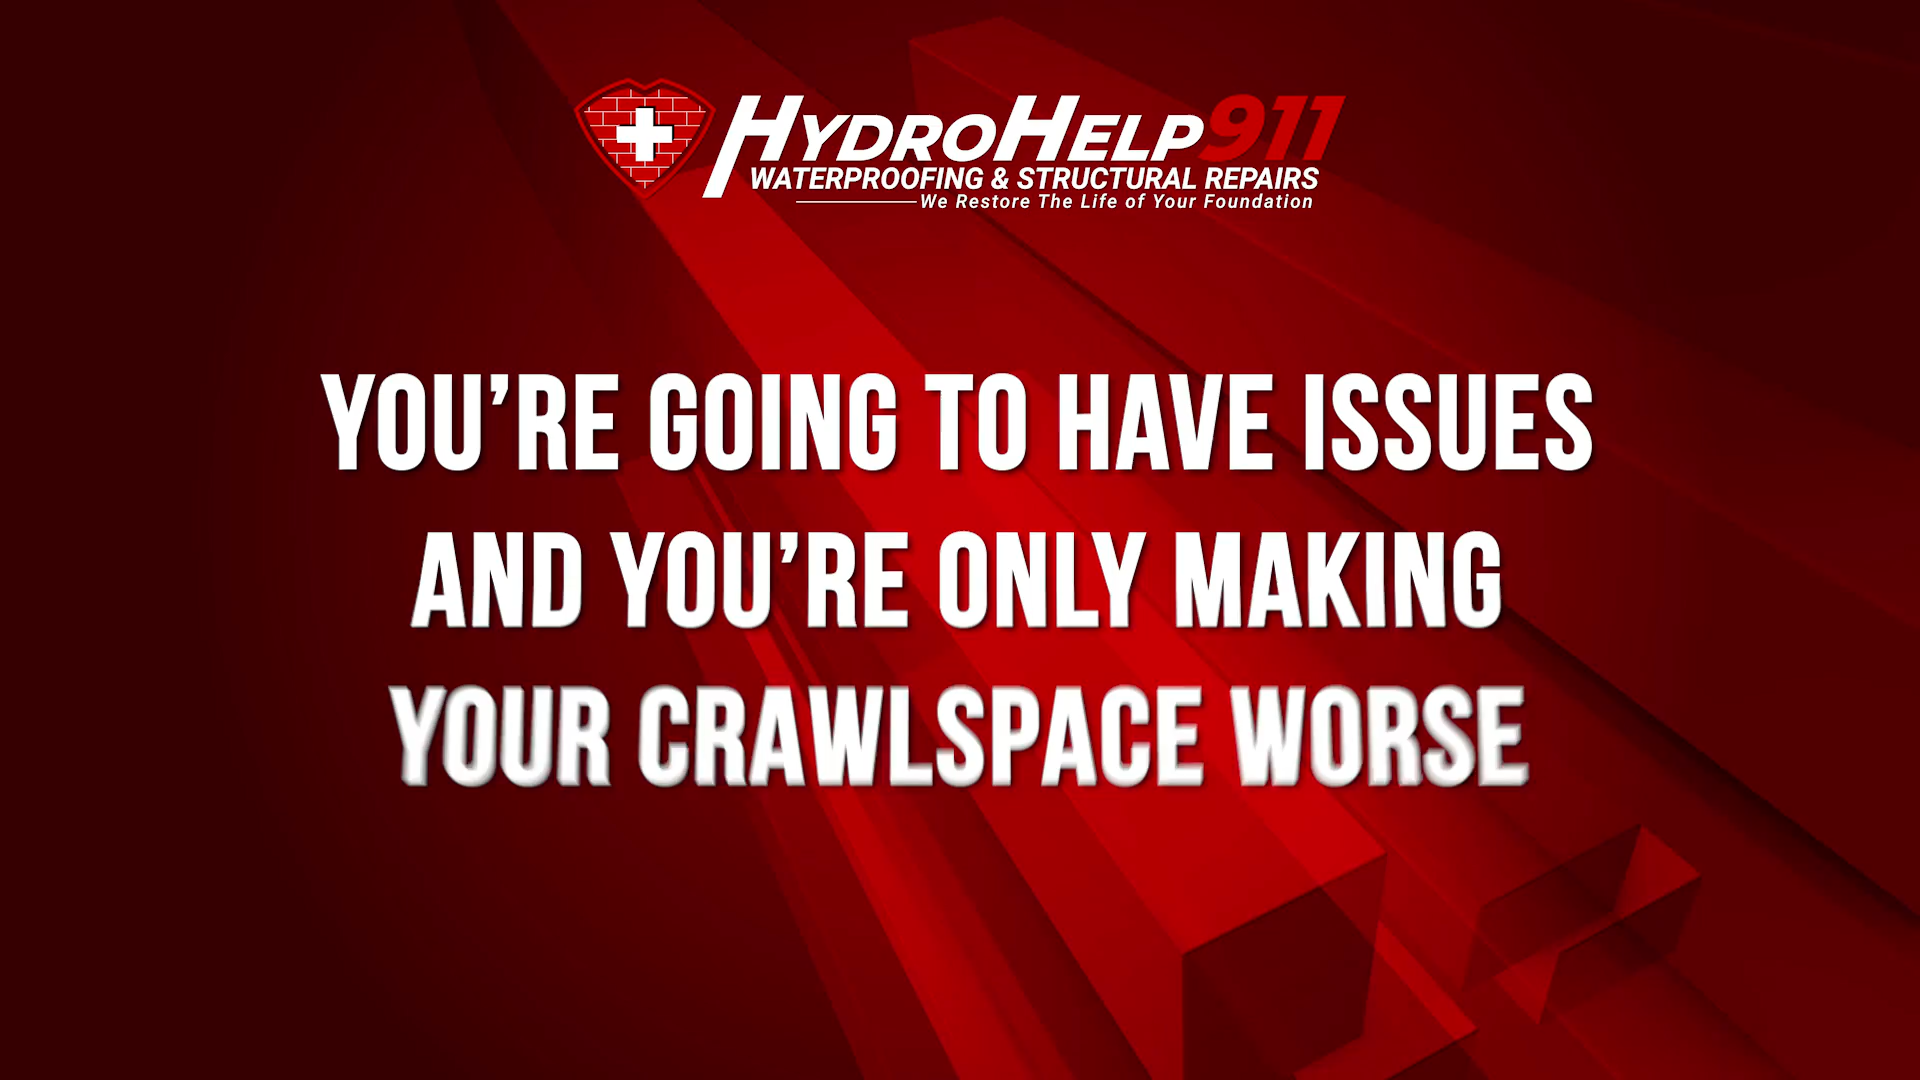 HYDROHELP911
WATERPROOFING & STRUCTURAL REPAIRS
We Restore The Life of Your Foundation
YOU’RE GOING TO HAVE ISSUES
AND YOU’RE ONLY MAKING
YOUR CRAWLSPACE WORSE